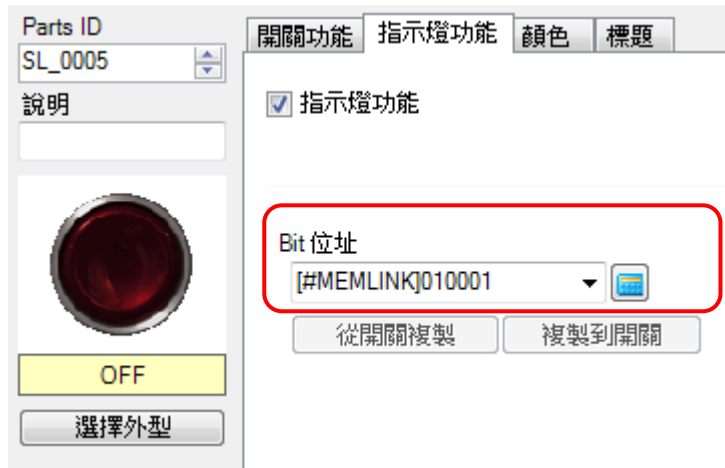 Parts ID
SL_0005
說明
OFF
選擇外型
開關功能 指示燈功能 顏色 標題
指示燈功能
Bit 位址
[#MEMLINK]010001
從開關複製 複製到開關